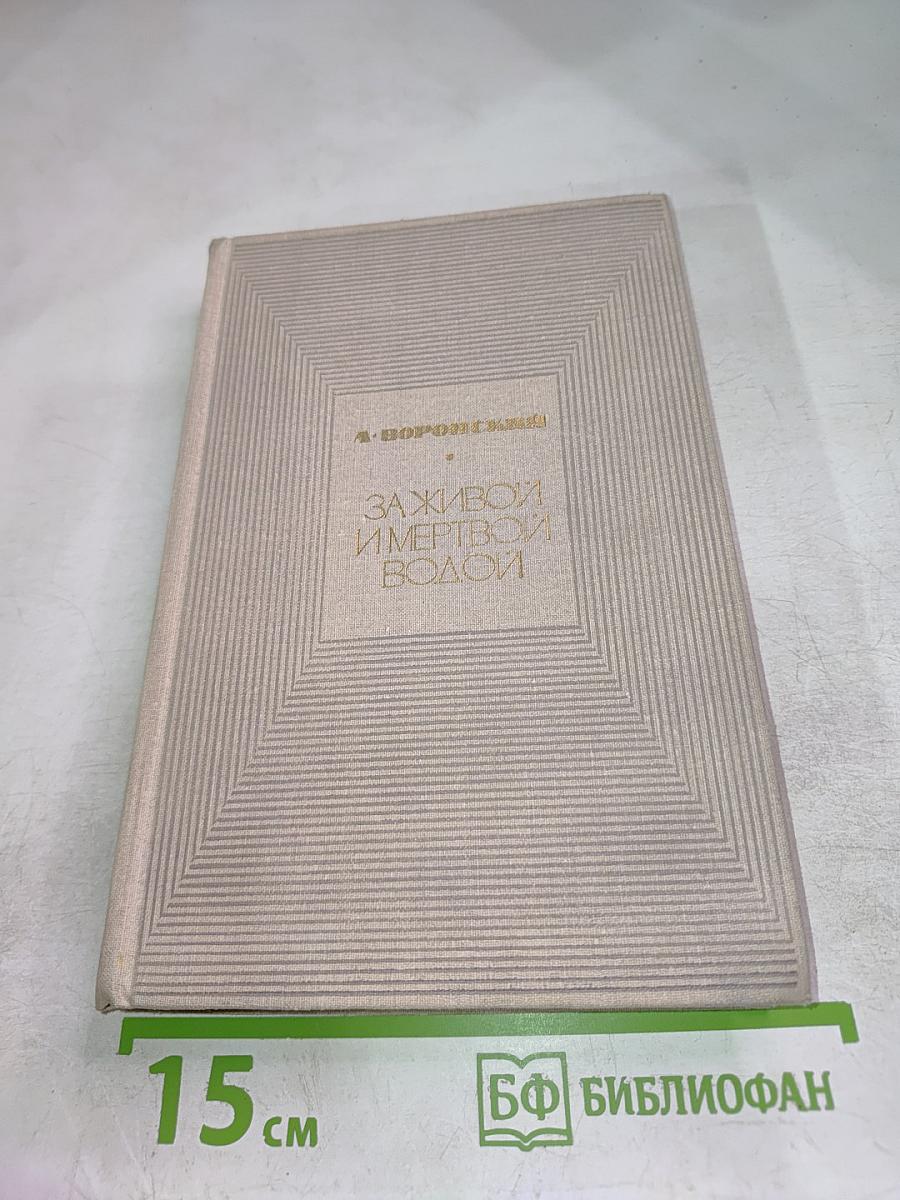 А·ВОРОНСКИЙ
ЗА ЖИВОЙ
И МЕРТВОЙ
ВОДОЙ
15 см
БФ БИБЛИОФАН